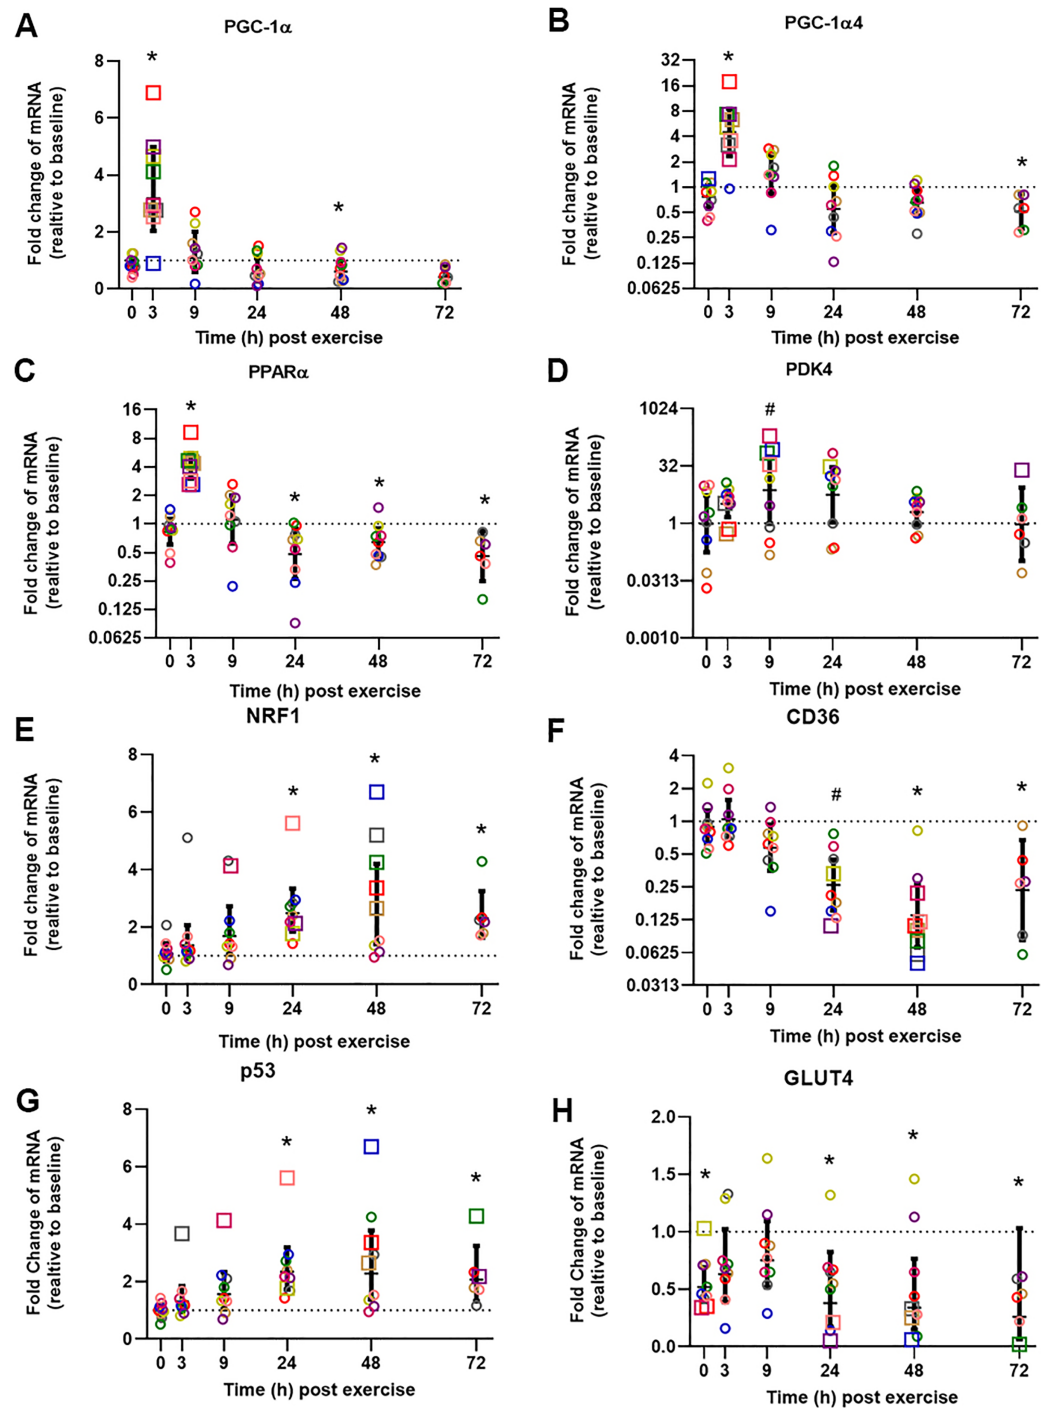 A
PGC-1α
Fold change of mRNA
(realtive to baseline)
8
6
4
2
0
*
*
0 3 9 24 48 72
Time (h) post exercise
B
PGC-1α4
Fold change of mRNA
(realtive to baseline)
32
16
8
4
2
1
0.5
0.25
0.125
0.0625
*
*
0 3 9 24 48 72
Time (h) post exercise
C
PPARα
Fold change of mRNA
(realtive to baseline)
16
8
4
2
1
0.5
0.25
0.125
0.0625
*
*
*
*
0 3 9 24 48 72
Time (h) post exercise
D
PDK4
Fold change of mRNA
(realtive to baseline)
1024
32
1
0.0313
0.0010
#
0 3 9 24 48 72
Time (h) post exercise
E
NRF1
Fold change of mRNA
(realtive to baseline)
8
6
4
2
0
*
*
*
0 3 9 24 48 72
Time (h) post exercise
F
CD36
Fold change of mRNA
(realtive to baseline)
4
2
1
0.5
0.25
0.125
0.0625
0.0313
#
*
*
0 3 9 24 48 72
Time (h) post exercise
G
p53
Fold Change of mRNA
(realtive to baseline)
8
6
4
2
0
*
*
*
0 3 9 24 48 72
Time (h) post exercise
H
GLUT4
Fold Change of mRNA
(realtive to baseline)
2.0
1.5
1.0
0.5
0.0
*
*
*
*
0 3 9 24 48 72
Time (h) post exercise